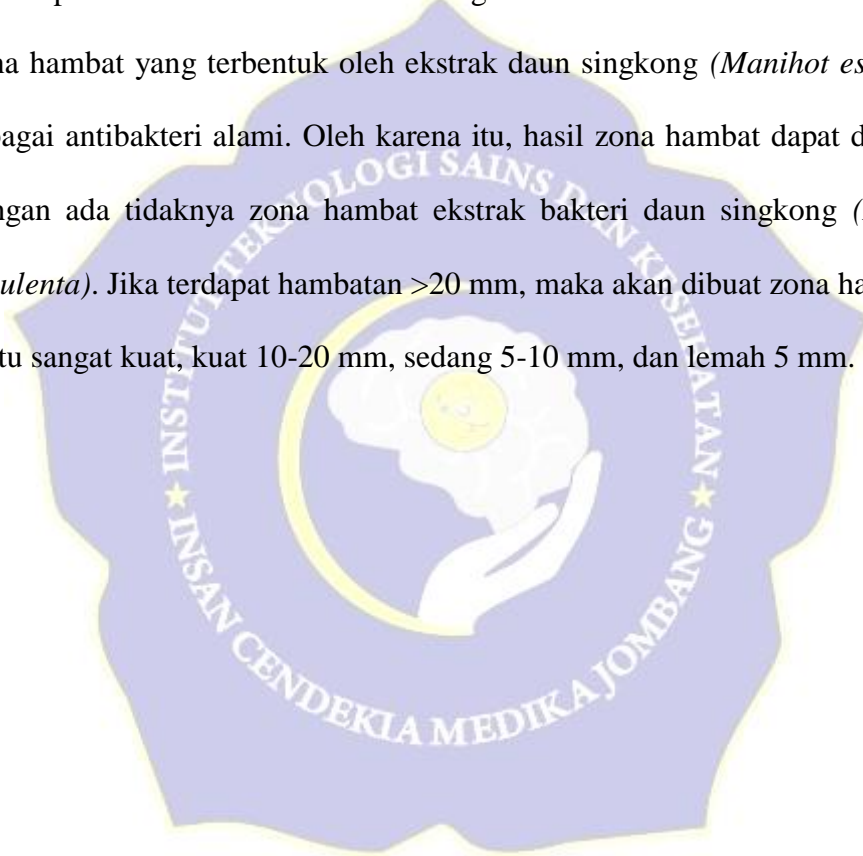 na hambat yang terbentuk oleh ekstrak daun singkong (Manihot es
bagai antibakteri alami. Oleh karena itu, hasil zona hambat dapat d
ngan ada tidaknya zona hambat ekstrak bakteri daun singkong (
ulenta). Jika terdapat hambatan >20 mm, maka akan dibuat zona ha
tu sangat kuat, kuat 10-20 mm, sedang 5-10 mm, dan lemah 5 mm.
INSTITUT TEKNOLOGI SAINS DAN KESEHATAN
INSAN CENDEKIA MEDIKA JOMBANG